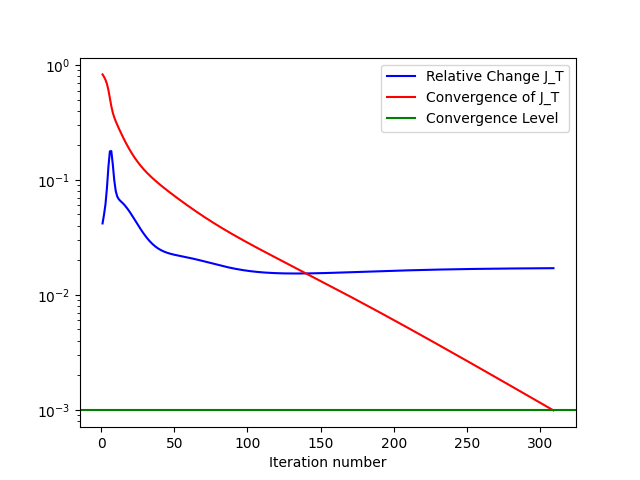 10⁰
10⁻¹
10⁻²
10⁻³
Relative Change J_T
Convergence of J_T
Convergence Level
0 50 100 150 200 250 300
Iteration number